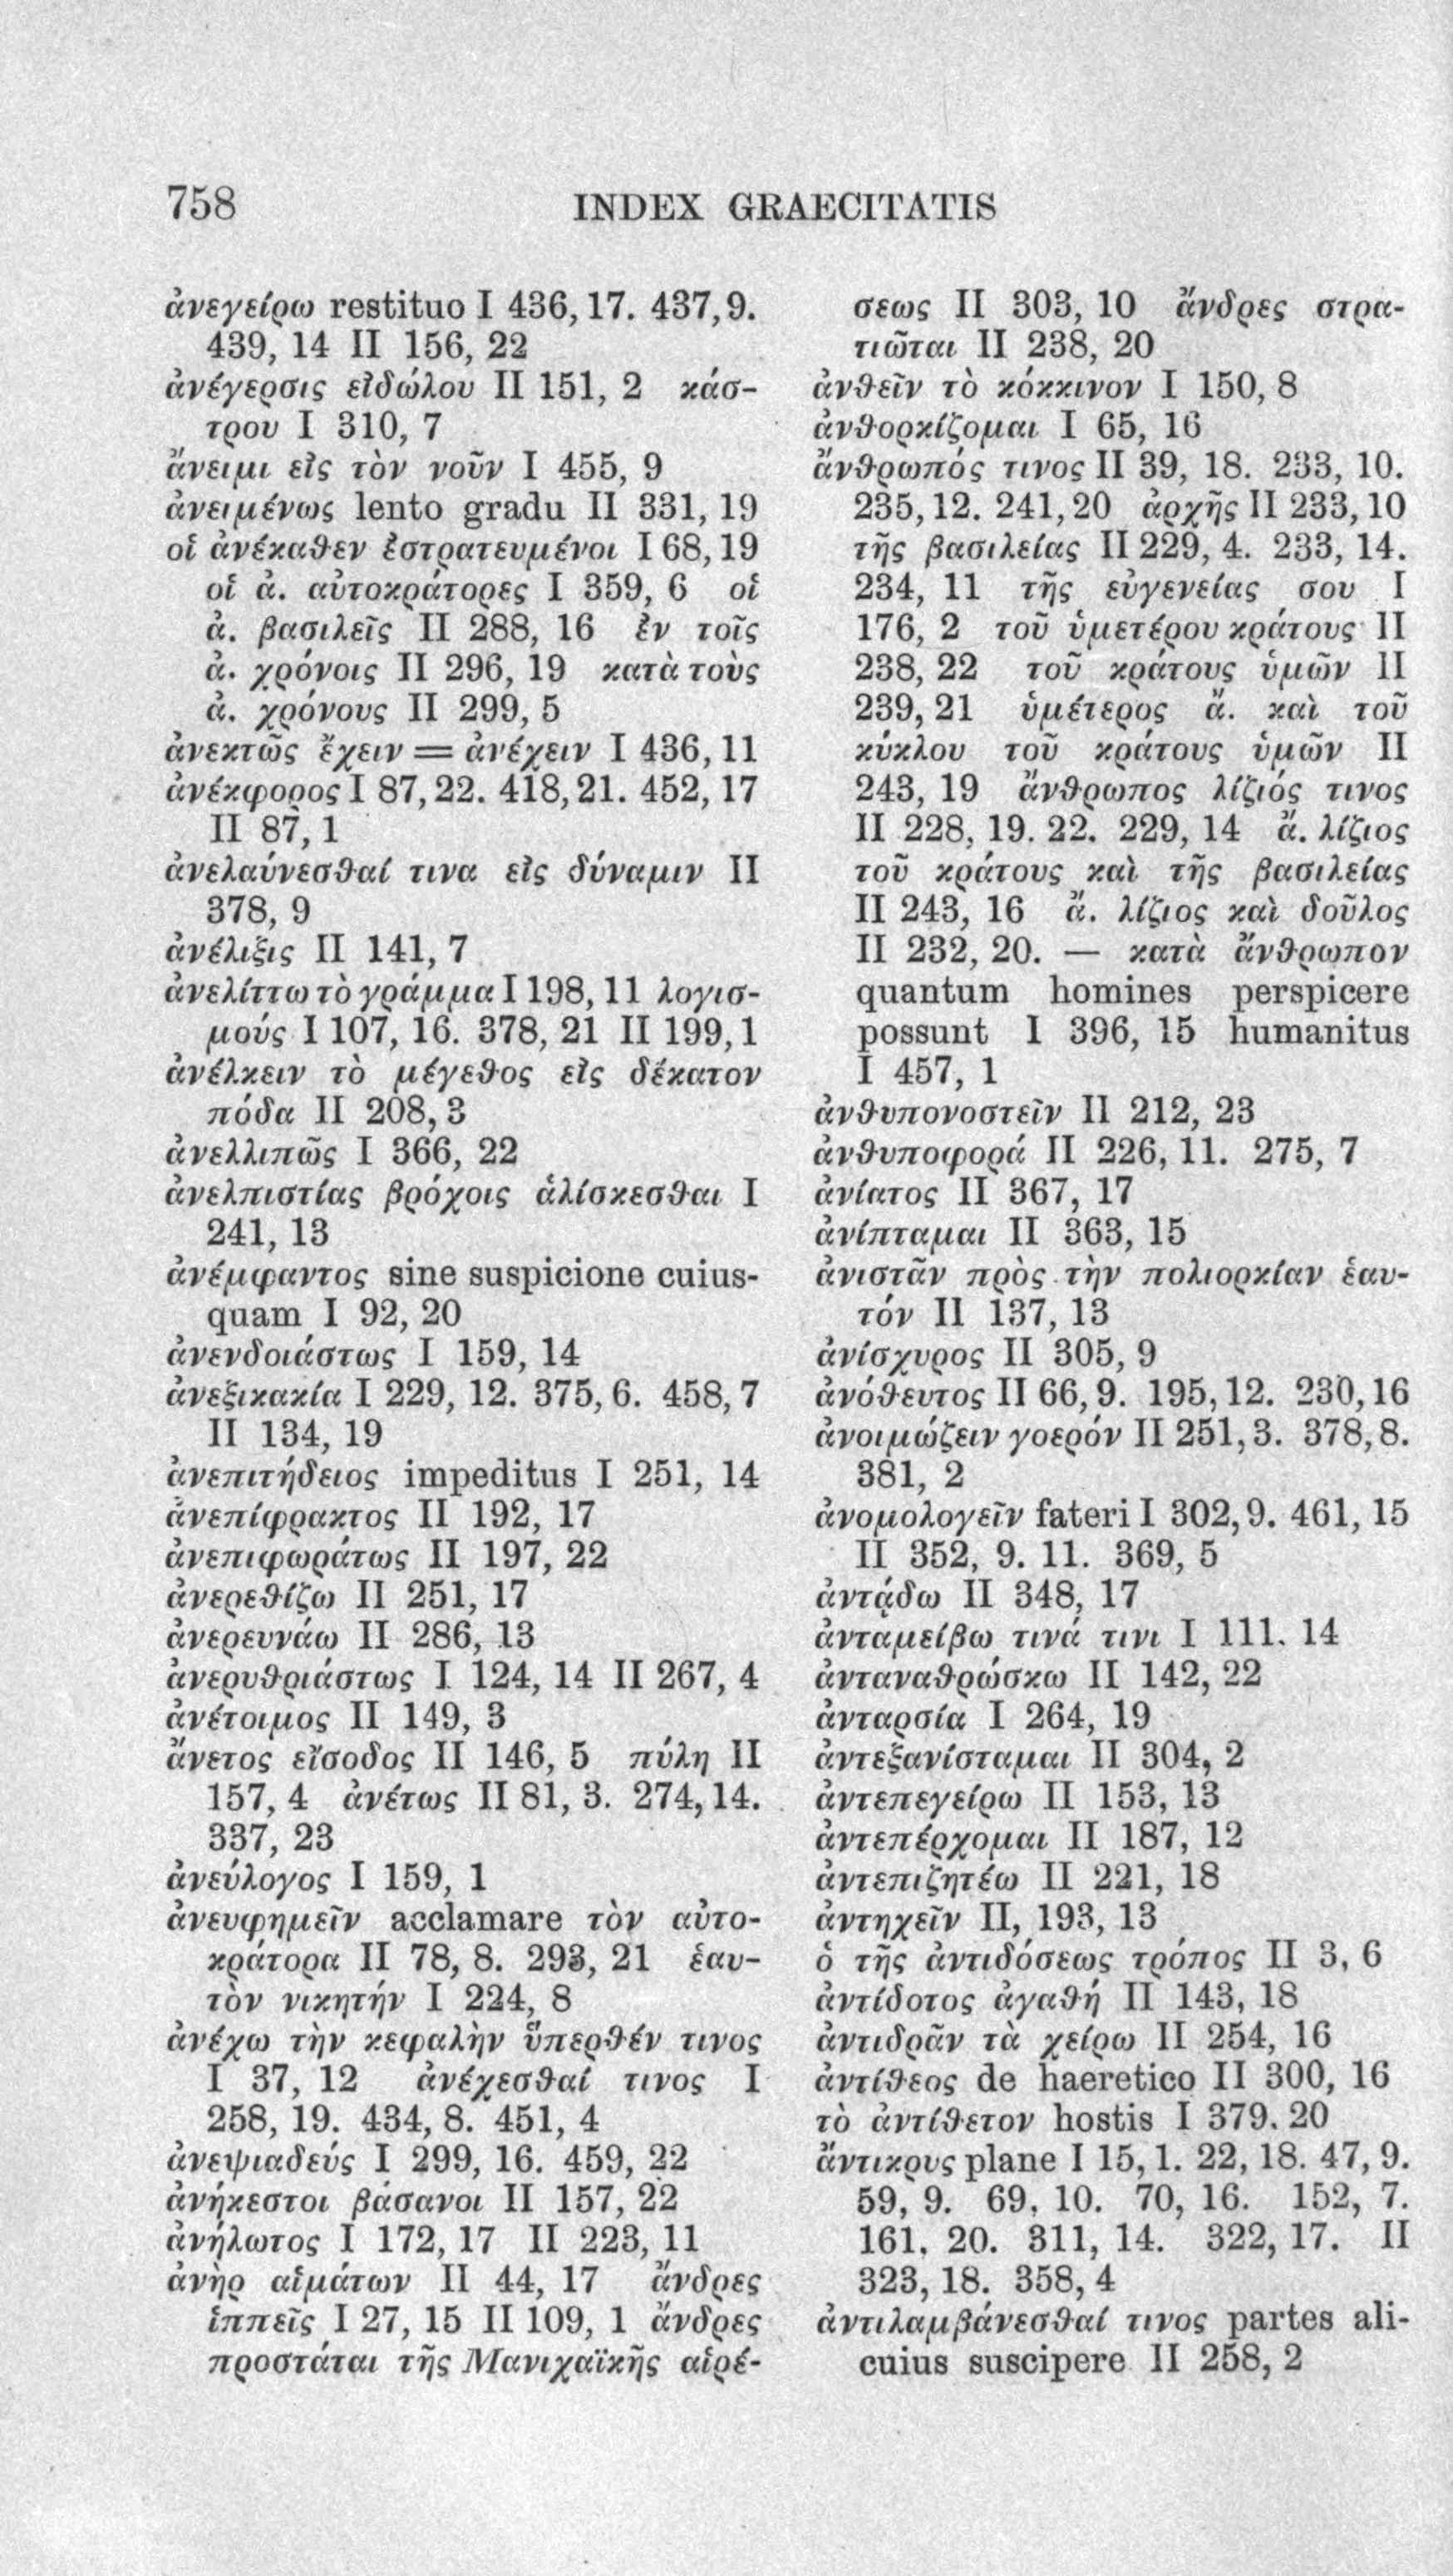 758
INDEX GRAECITATIS
ἀνεγείρω restituo I 436, 17. 437, 9.
439, 14 II 156, 22
ἀνέγερσις εἰδώλου II 151, 2 κάσ-
τρου I 310, 7
ἄνειμι εἰς τὸν νοῦν I 455, 9
ἀνειμένως lento gradu II 331, 19
οἱ ἀνέκαθεν ἐστρατευμένοι I 68, 19
οἱ ἀ. αὐτοκράτορες I 359, 6 οἱ
ἀ. βασιλεῖς II 288, 16 ἐν τοῖς
ἀ. χρόνοις II 296, 19 κατὰ τοὺς
ἀ. χρόνους II 299, 5
ἀνεκτῶς ἔχειν = ἀνέχειν I 436, 11
ἀνέκφορος I 87, 22. 418, 21. 452, 17
II 87, 1
ἀνελαύνεσθαί τινα εἰς δύναμιν II
378, 9
ἀνέλιξις II 141, 7
ἀνελίττω τὸ γράμμα I 198, 11 λογισ-
μούς I 107, 16. 378, 21 II 199, 1
ἀνέλκειν τὸ μέγεθος εἰς δέκατον
πόδα II 208, 3
ἀνελλιπῶς I 366, 22
ἀνελπιστίας βρόχοις ἁλίσκεσθαι I
241, 13
ἀνέμφαντος sine suspicione cuius-
quam I 92, 20
ἀνενδοιάστως I 159, 14
ἀνεξικακία I 229, 12. 375, 6. 458, 7
II 134, 19
ἀνεπιτήδειος impeditus I 251, 14
ἀνεπίφρακτος II 192, 17
ἀνεπιφωράτως II 197, 22
ἀνερεθίζω II 251, 17
ἀνερευνάω II 286, 13
ἀνερυθριάστως I 124, 14 II 267, 4
ἀνέτοιμος II 149, 3
ἄνετος εἴσοδος II 146, 5 πύλη II
157, 4 ἀνέτως II 81, 3. 274, 14.
337, 23
ἀνεύλογος I 159, 1
ἀνευφημεῖν acclamare τὸν αὐτο-
κράτορα II 78, 8. 293, 21 ἑαυ-
τὸν νικητήν I 224, 8
ἀνέχω τὴν κεφαλὴν ὕπερθέν τινος
I 37, 12 ἀνέχεσθαί τινος I
258, 19. 434, 8. 451, 4
ἀνεψιαδεύς I 299, 16. 459, 22
ἀνήκεστοι βάσανοι II 157, 22
ἀνήλωτος I 172, 17 II 223, 11
ἀνὴρ αἱμάτων II 44, 17 ἄνδρες
ἱππεῖς I 27, 15 II 109, 1 ἄνδρες
προστάται τῆς Μανιχαϊκῆς αἱρέ-
σεως II 303, 10 ἄνδρες στρα-
τιῶται II 238, 20
ἀνθεῖν τὸ κόκκινον I 150, 8
ἀνθορκίζομαι I 65, 16
ἄνθρωπός τινος II 39, 18. 233, 10.
235, 12. 241, 20 ἀρχῆς II 233, 10
τῆς βασιλείας II 229, 4. 233, 14.
234, 11 τῆς εὐγενείας σου I
176, 2 τοῦ ὑμετέρου κράτους II
238, 22 τοῦ κράτους ὑμῶν II
239, 21 ὑμέτερος ἄ. καὶ τοῦ
κύκλου τοῦ κράτους ὑμῶν II
243, 19 ἄνθρωπος λίζιός τινος
II 228, 19. 22. 229, 14 ἄ. λίζιος
τοῦ κράτους καὶ τῆς βασιλείας
II 243, 16 ἄ. λίζιος καὶ δοῦλος
II 232, 20. — κατὰ ἄνθρωπον
quantum homines perspicere
possunt I 396, 15 humanitus
I 457, 1
ἀνθυπονοστεῖν II 212, 23
ἀνθυποφορά II 226, 11. 275, 7
ἀνίατος II 367, 17
ἀνίπταμαι II 363, 15
ἀνιστᾶν πρὸς τὴν πολιορκίαν ἑαυ-
τόν II 137, 13
ἀνίσχυρος II 305, 9
ἀνόθευτος II 66, 9. 195, 12. 230, 16
ἀνοιμώζειν γοερόν II 251, 3. 378, 8.
381, 2
ἀνομολογεῖν fateri I 302, 9. 461, 15
II 352, 9. 11. 369, 5
ἀντᾴδω II 348, 17
ἀνταμείβω τινά τινι I 111. 14
ἀνταναθρώσκω II 142, 22
ἀνταρσία I 264, 19
ἀντεξανίσταμαι II 304, 2
ἀντεπεγείρω II 153, 13
ἀντεπέρχομαι II 187, 12
ἀντεπιζητέω II 221, 18
ἀντηχεῖν II, 193, 13
ὁ τῆς ἀντιδόσεως τρόπος II 3, 6
ἀντίδοτος ἀγαθή II 143, 18
ἀντιδρᾶν τὰ χείρω II 254, 16
ἀντίθεος de haeretico II 300, 16
τὸ ἀντίθετον hostis I 379. 20
ἄντικρυς plane I 15, 1. 22, 18. 47, 9.
59, 9. 69, 10. 70, 16. 152, 7.
161. 20. 311, 14. 322, 17. II
323, 18. 358, 4
ἀντιλαμβάνεσθαί τινος partes ali-
cuius suscipere II 258, 2